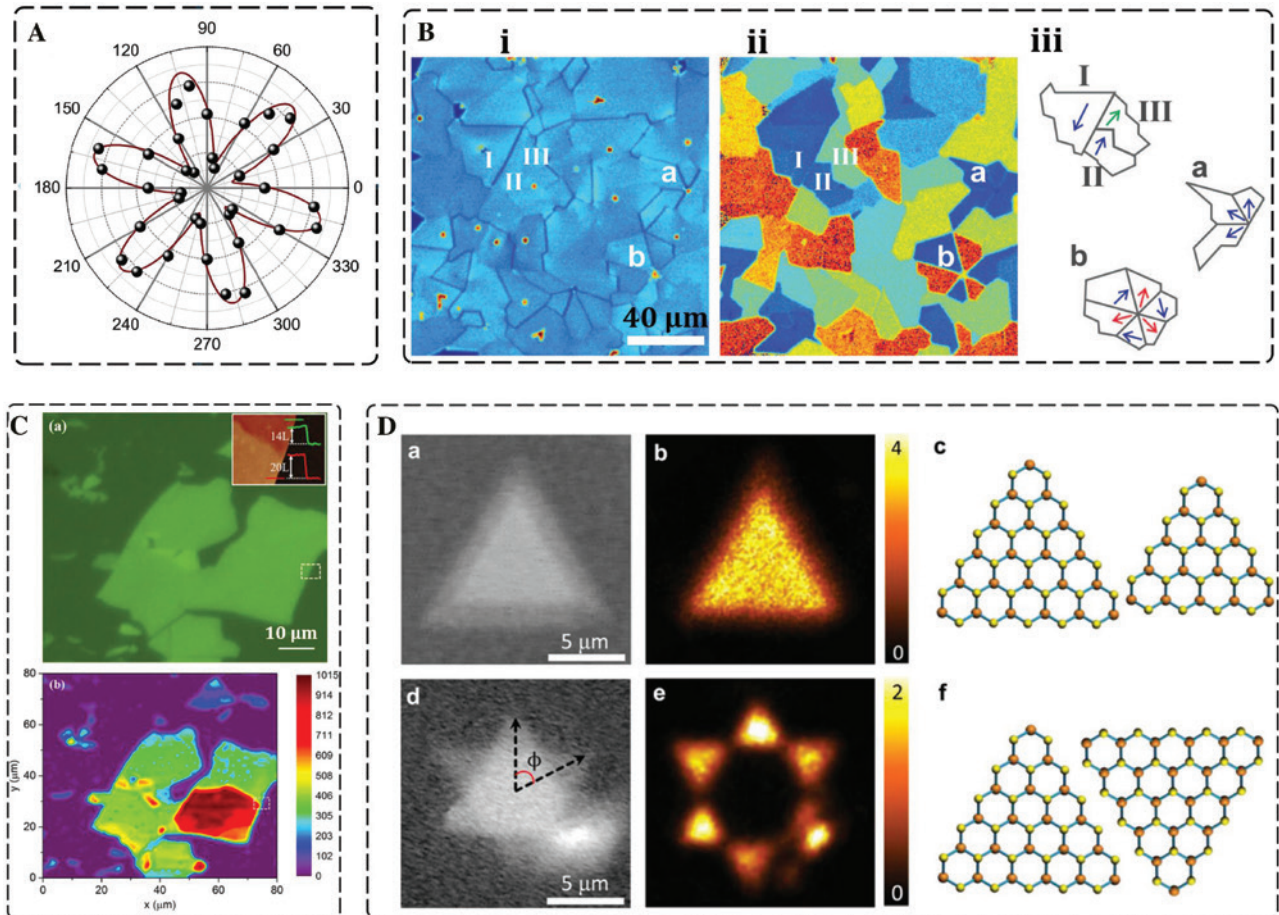 A
90
120 60
150 30
180 0
210 330
240 300
270
B
i ii iii
I III II a b
40 μm
I III II a b
I III II
a
b
C
(a)
14L
20L
10 μm
(b)
80
60
40
20
0
y (μm)
0 20 40 60 80
x (μm)
1015
914
812
711
609
508
406
305
203
102
0
D
a b c
5 μm
4
0
d e f
ϕ
5 μm
2
0